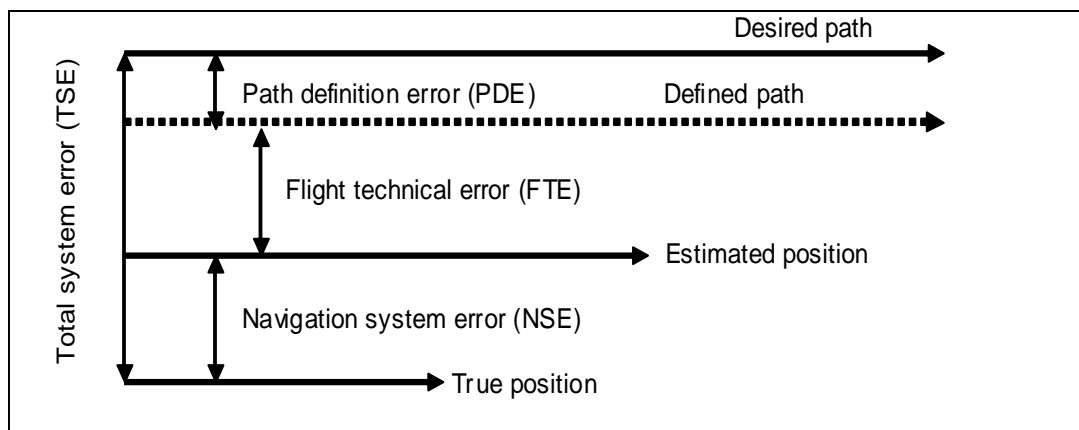 Desired path
Total system error (TSE)
Path definition error (PDE)
Defined path
Flight technical error (FTE)
Estimated position
Navigation system error (NSE)
True position